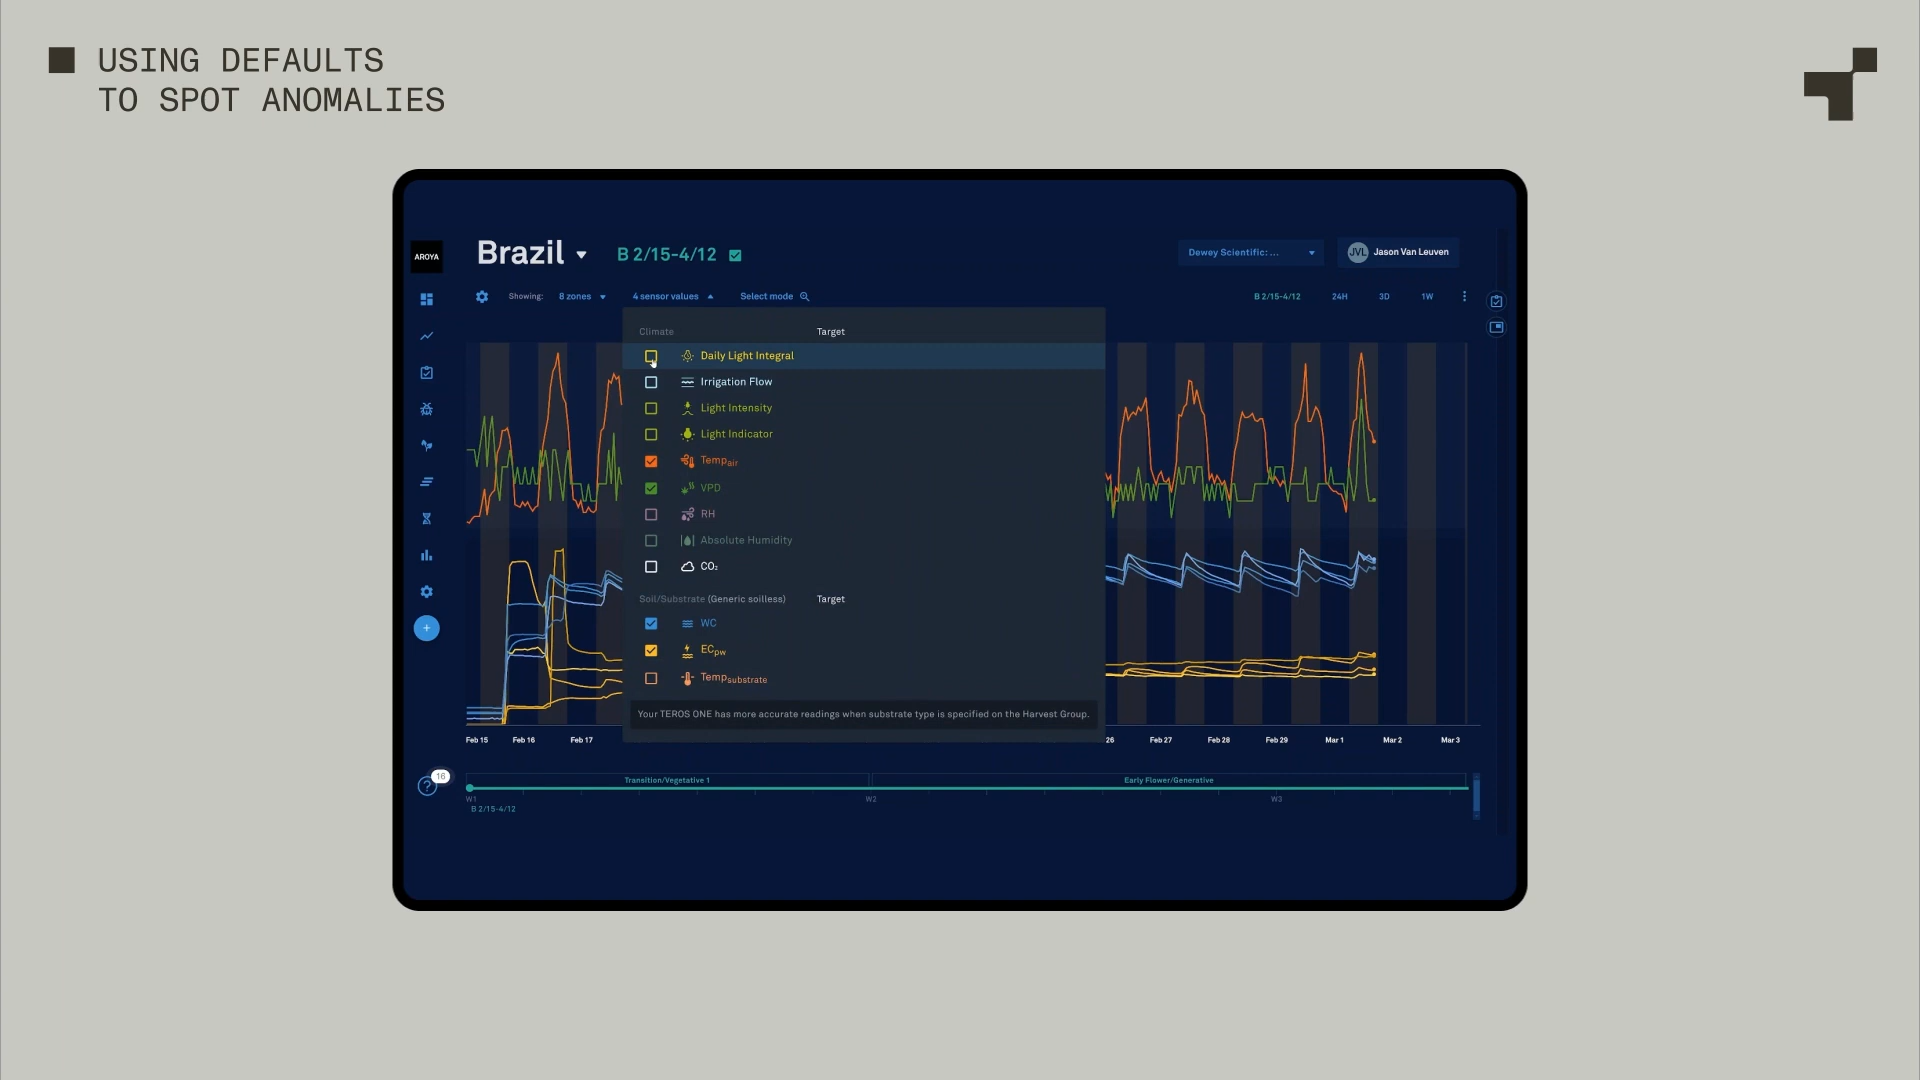 USING DEFAULTS
TO SPOT ANOMALIES
AROYA
Brazil
B 2/15-4/12
Dewey Scientific: ...
JVL
Jason Van Leuven
Showing:
8 zones
4 sensor values
Select mode
B 2/15-4/12
24H
3D
1W
Climate
Target
Daily Light Integral
Irrigation Flow
Light Intensity
Light Indicator
Temp air
VPD
RH
Absolute Humidity
CO₂
Soil/Substrate (Generic soilless)
Target
WC
EC pw
Temp substrate
Your TEROS ONE has more accurate readings when substrate type is specified on the Harvest Group.
Feb 15
Feb 16
Feb 17
26
Feb 27
Feb 28
Feb 29
Mar 1
Mar 2
Mar 3
16
Transition/Vegetative 1
Early Flower/Generative
W1
W2
W3
B 2/15-4/12